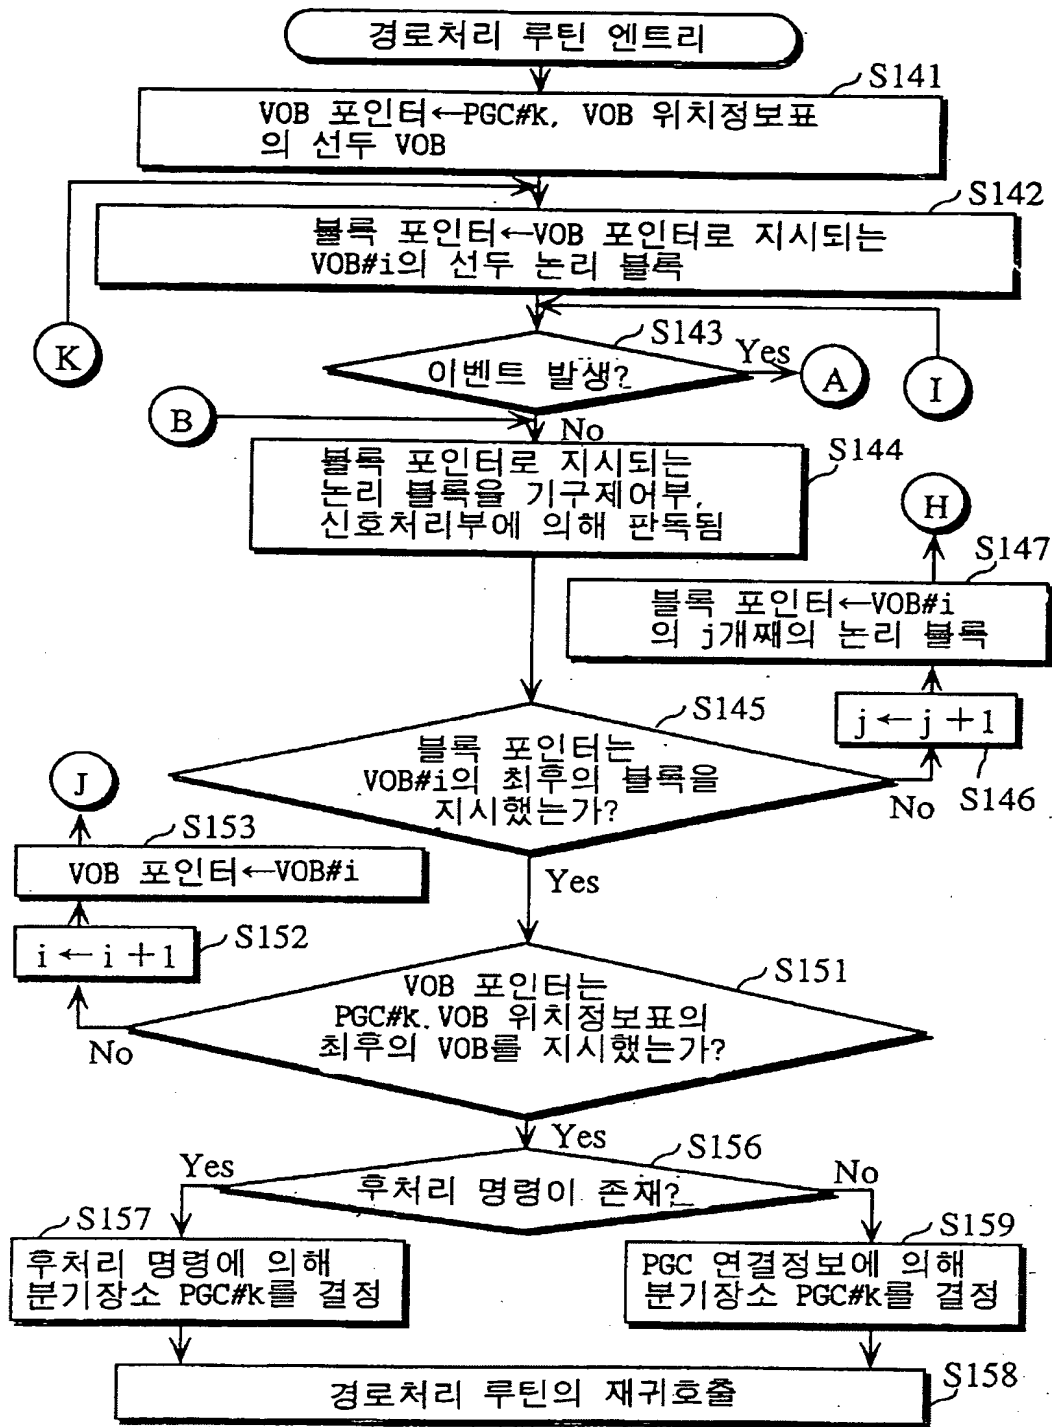 경로처리 루틴 엔트리
S141
VOB 포인터←PGC#k, VOB 위치정보표
의 선두 VOB
S142
블록 포인터←VOB 포인터로 지시되는
VOB#i의 선두 논리 블록
S143
K
이벤트 발생?
Yes
A
I
B
No
S144
블록 포인터로 지시되는
논리 블록을 기구제어부,
신호처리부에 의해 판독됨
H
S147
블록 포인터←VOB#i
의 j개째의 논리 블록
S145
j←j+1
블록 포인터는
VOB#i의 최후의 블록을
지시했는가?
No
S146
J
S153
VOB 포인터←VOB#i
Yes
i←i+1
S152
S151
VOB 포인터는
PGC#k.VOB 위치정보표의
최후의 VOB를 지시했는가?
No
Yes
S156
Yes
후처리 명령이 존재?
No
S157
후처리 명령에 의해
분기장소 PGC#k를 결정
S159
PGC 연결정보에 의해
분기장소 PGC#k를 결정
경로처리 루틴의 재귀호출
S158